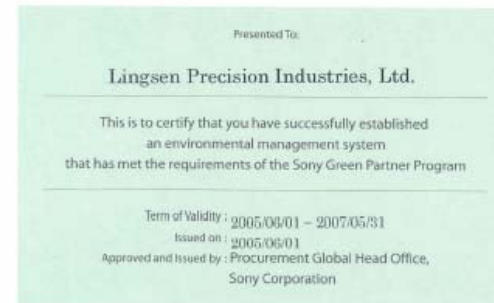 Presented To:
Lingsen Precision Industries, Ltd.
This is to certify that you have successfully established
an environmental management system
that has met the requirements of the Sony Green Partner Program
Term of Validity : 2005/06/01 – 2007/05/31
Issued on : 2005/06/01
Approved and Issued by : Procurement Global Head Office,
Sony Corporation